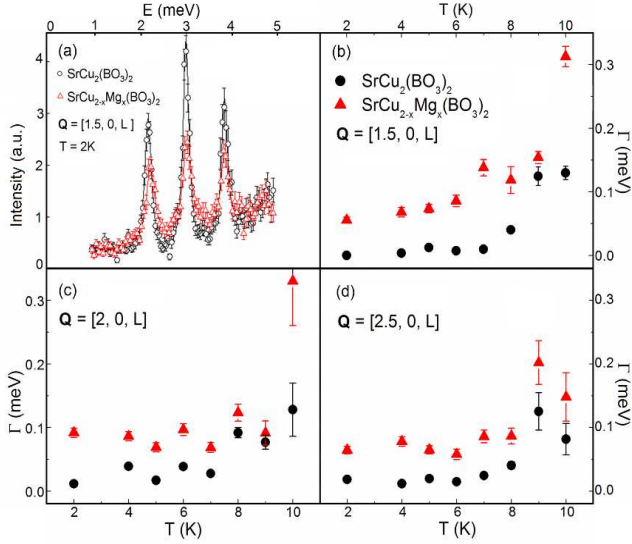 E (meV)
0 1 2 3 4 5
T (K)
2 4 6 8 10
(a)
SrCu2(BO3)2
SrCu2-xMgx(BO3)2
Q = [1.5, 0, L ]
T = 2K
Intensity (a.u.)
4
3
2
1
0
(b)
SrCu2(BO3)2
SrCu2-xMgx(BO3)2
Q = [1.5, 0, L]
0.3
0.2
0.1
0.0
Γ (meV)
(c)
Q = [2, 0, L]
Γ (meV)
0.3
0.2
0.1
0.0
2 4 6 8 10
T (K)
(d)
Q = [2.5, 0, L]
0.3
0.2
0.1
0.0
Γ (meV)
2 4 6 8 10
T (K)